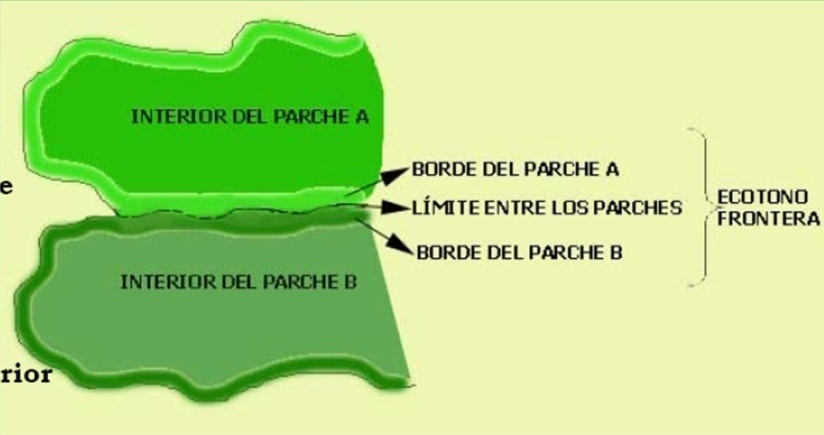 INTERIOR DEL PARCHE A
BORDE DEL PARCHE A
e
LÍMITE ENTRE LOS PARCHES
ECOTONO
FRONTERA
BORDE DEL PARCHE B
INTERIOR DEL PARCHE B
rior